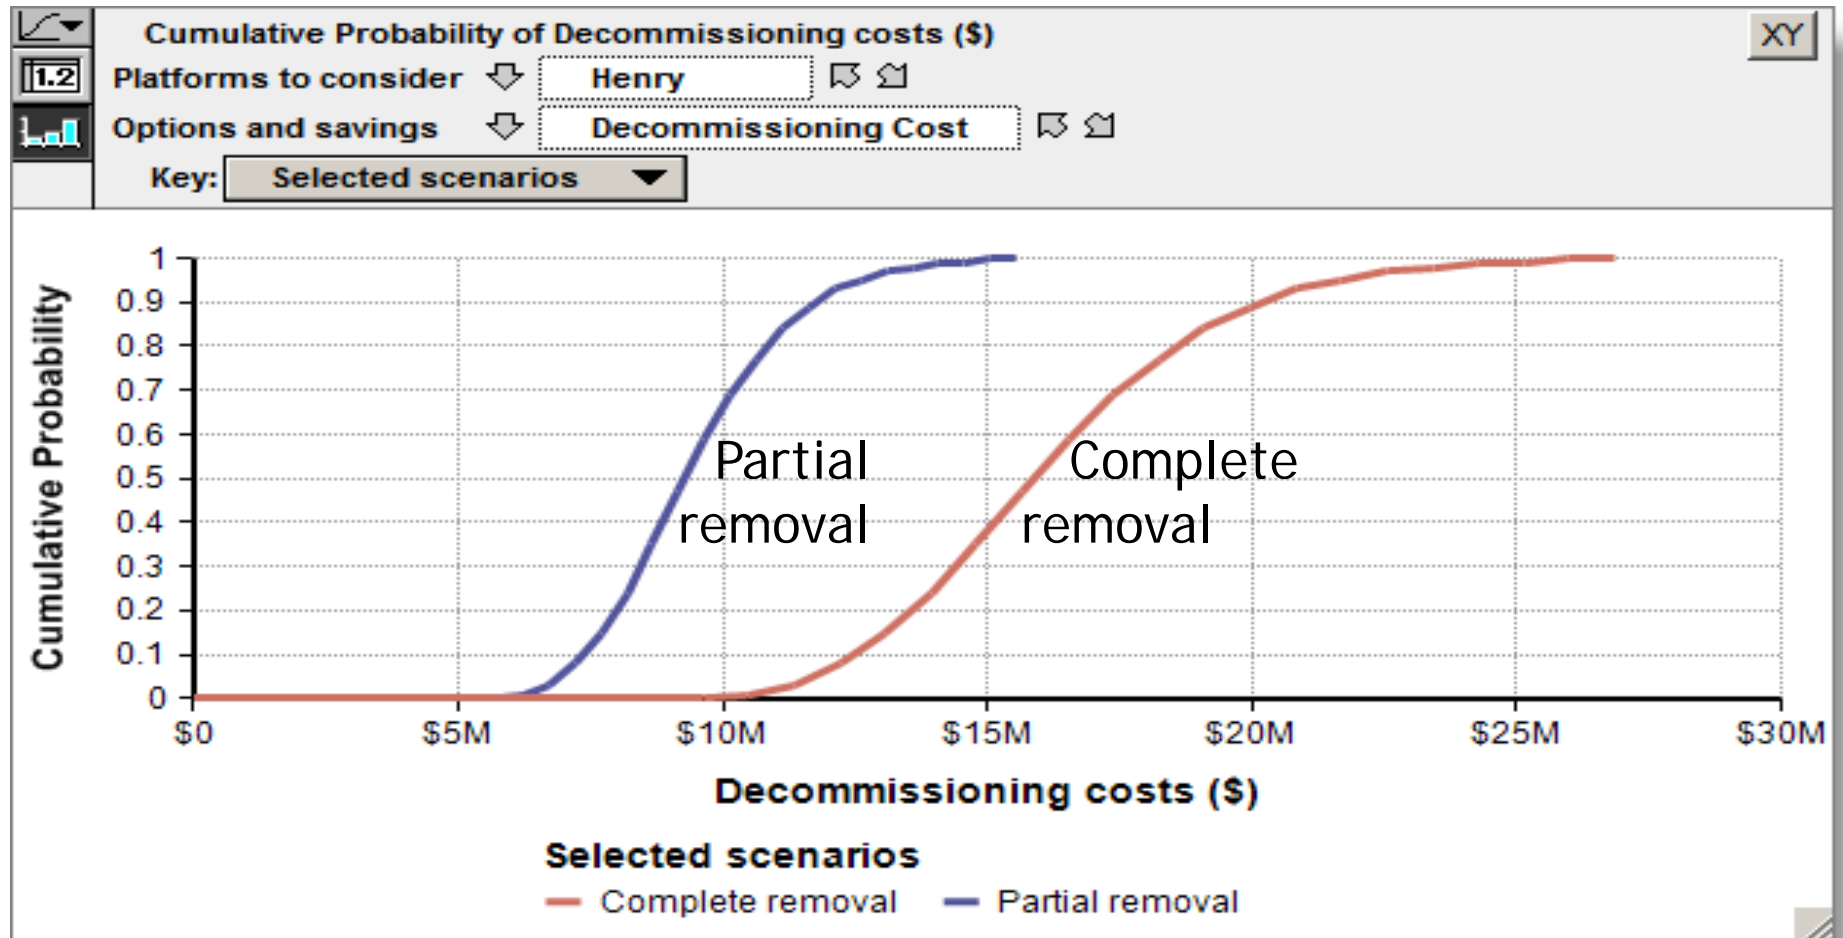 Cumulative Probability of Decommissioning costs ($)
XY
Platforms to consider Henry
1.2
Options and savings Decommissioning Cost
Key: Selected scenarios
Cumulative Probability
1
0.9
0.8
0.7
0.6
0.5
0.4
0.3
0.2
0.1
0
Partial
removal
Complete
removal
$0 $5M $10M $15M $20M $25M $30M
Decommissioning costs ($)
Selected scenarios
Complete removal Partial removal